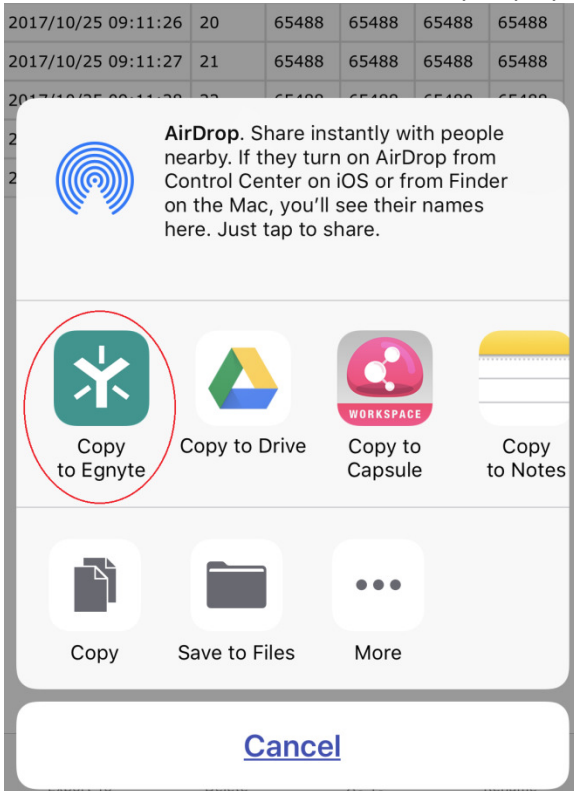 2017/10/25 09:11:26 20 65488 65488 65488 65488
2017/10/25 09:11:27 21 65488 65488 65488 65488
AirDrop. Share instantly with people
nearby. If they turn on AirDrop from
Control Center on iOS or from Finder
on the Mac, you’ll see their names
here. Just tap to share.
WORKSPACE
Copy
to Egnyte
Copy to Drive
Copy to
Capsule
Copy
to Notes
Copy
Save to Files
More
Cancel